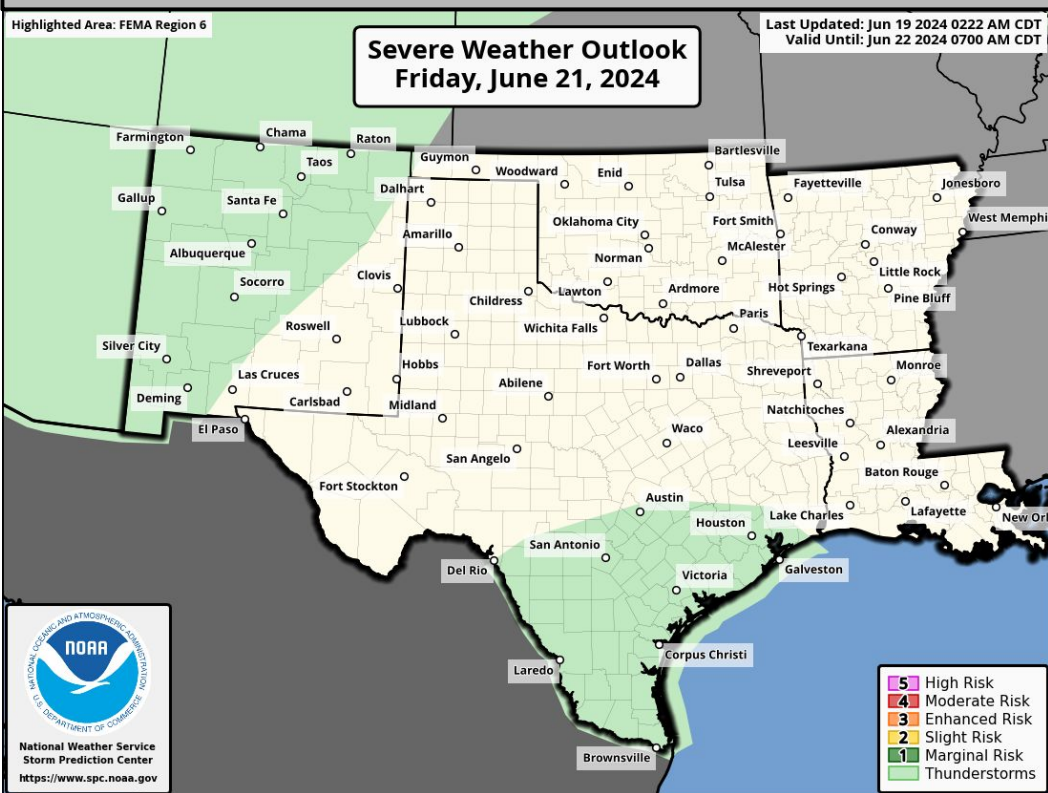 Highlighted Area: FEMA Region 6
Severe Weather Outlook
Friday, June 21, 2024
Last Updated: Jun 19 2024 0222 AM CDT
Valid Until: Jun 22 2024 0700 AM CDT
Farmington
Chama
Raton
Taos
Guymon
Woodward
Enid
Bartlesville
Tulsa
Fayetteville
Jonesboro
Gallup
Santa Fe
Dalhart
Oklahoma City
Fort Smith
West Memphi
Albuquerque
Amarillo
Norman
McAlester
Conway
Socorro
Clovis
Childress
Lawton
Ardmore
Hot Springs
Little Rock
Pine Bluff
Roswell
Lubbock
Wichita Falls
Paris
Texarkana
Silver City
Las Cruces
Hobbs
Abilene
Fort Worth
Dallas
Shreveport
Monroe
Deming
Carlsbad
Midland
Natchitoches
El Paso
Waco
Alexandria
San Angelo
Leesville
Fort Stockton
Baton Rouge
Austin
Houston
Lake Charles
Lafayette
New Orl
San Antonio
Del Rio
Victoria
Galveston
Laredo
Corpus Christi
Brownsville
NATIONAL OCEANIC AND ATMOSPHERIC ADMINISTRATION
NOAA
U.S. DEPARTMENT OF COMMERCE
National Weather Service
Storm Prediction Center
https://www.spc.noaa.gov
5 High Risk
4 Moderate Risk
3 Enhanced Risk
2 Slight Risk
1 Marginal Risk
Thunderstorms